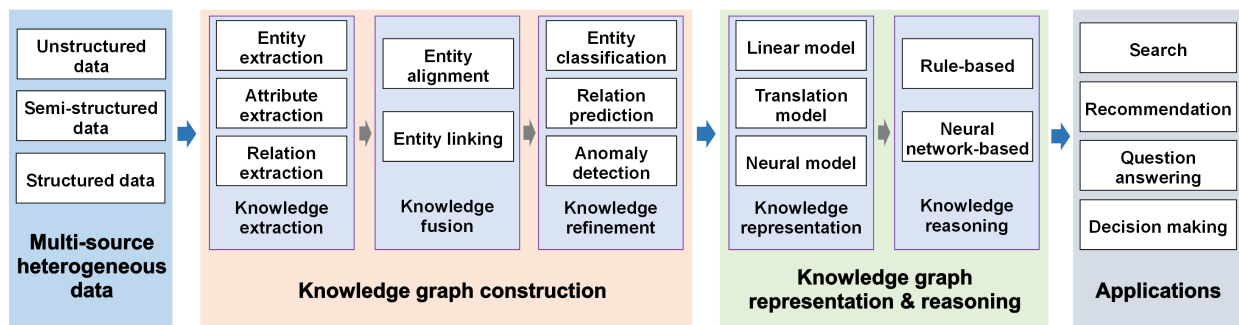 Unstructured
data
Semi-structured
data
Structured data
Multi-source
heterogeneous
data
Entity
extraction
Attribute
extraction
Relation
extraction
Knowledge
extraction
Entity
alignment
Entity linking
Knowledge
fusion
Entity
classification
Relation
prediction
Anomaly
detection
Knowledge
refinement
Knowledge graph construction
Linear model
Translation
model
Neural model
Knowledge
representation
Rule-based
Neural
network-based
Knowledge
reasoning
Knowledge graph
representation & reasoning
Search
Recommendation
Question
answering
Decision making
Applications